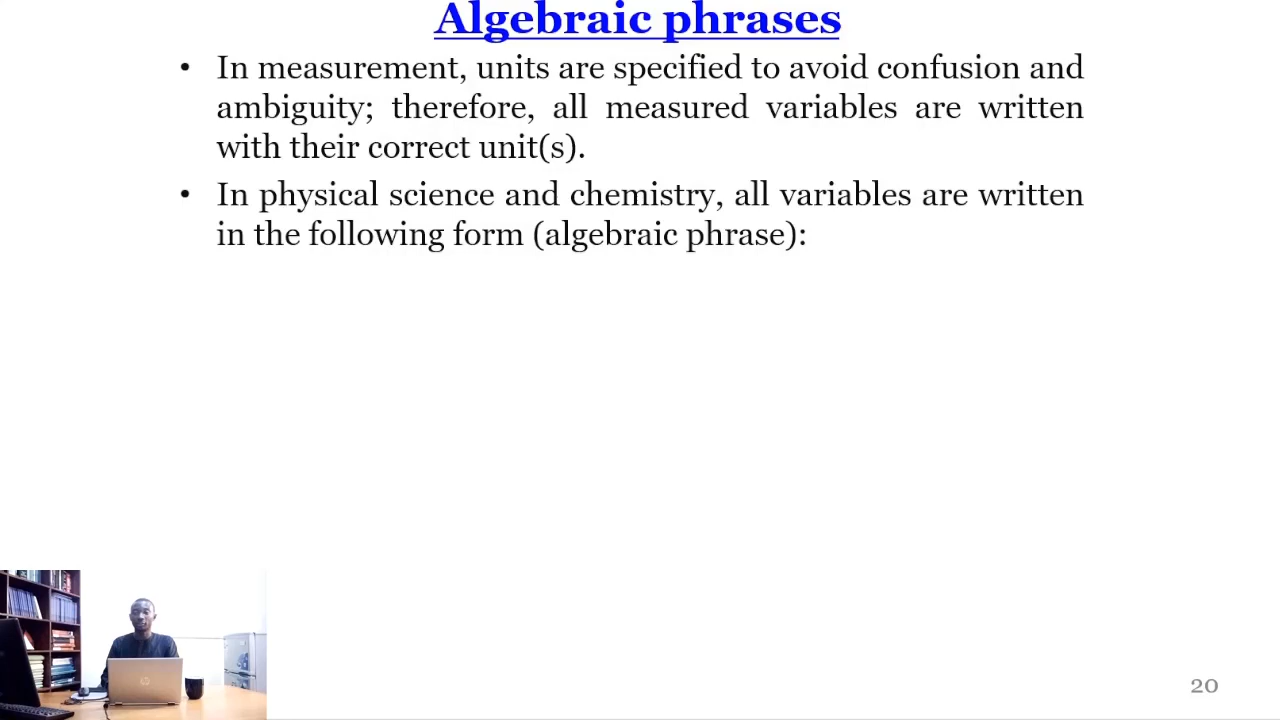 Algebraic phrases
• In measurement, units are specified to avoid confusion and
ambiguity; therefore, all measured variables are written
with their correct unit(s).
• In physical science and chemistry, all variables are written
in the following form (algebraic phrase):
20